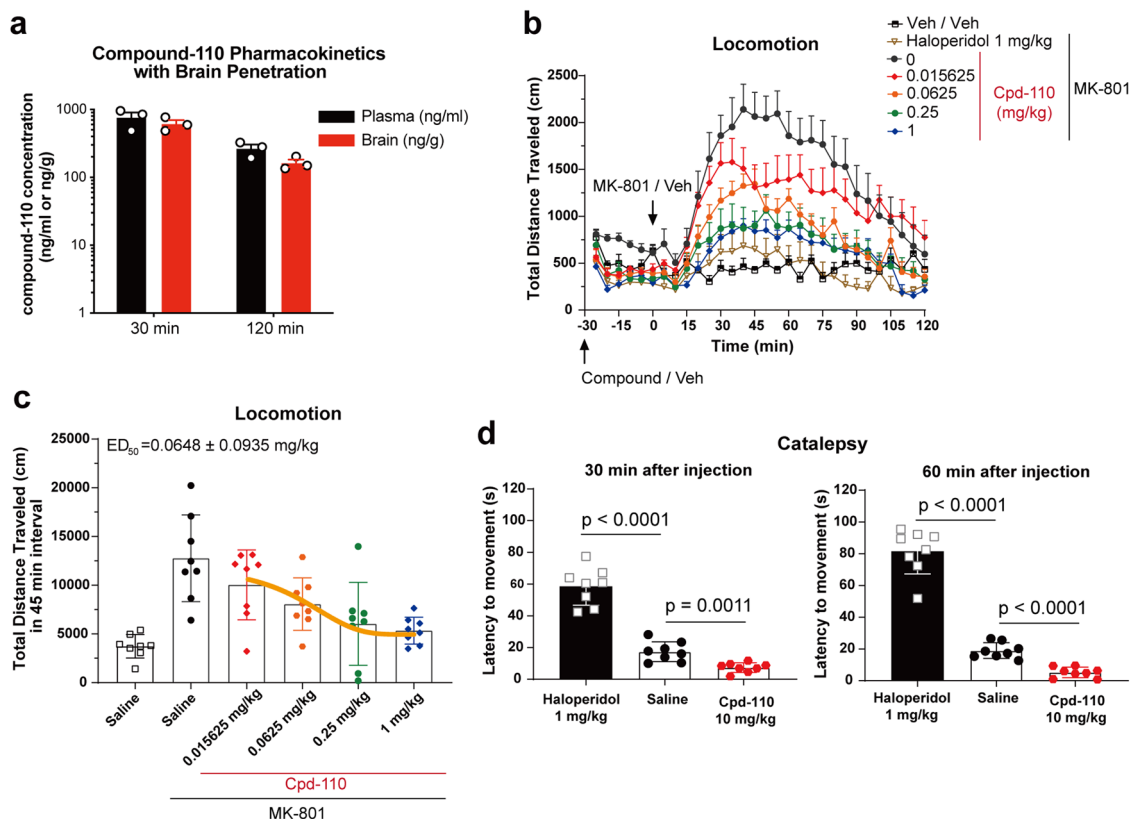 a
Compound-110 Pharmacokinetics
with Brain Penetration
compound-110 concentration
(ng/ml or ng/g)
1000
100
10
1
Plasma (ng/ml)
Brain (ng/g)
30 min
120 min
b
Locomotion
Veh / Veh
Haloperidol 1 mg/kg
0
0.015625
0.0625
0.25
1
Cpd-110
(mg/kg)
MK-801
Total Distance Traveled (cm)
2500
2000
1500
1000
500
0
MK-801 / Veh
-30
-15
0
15
30
45
60
75
90
105
120
Time (min)
Compound / Veh
c
Locomotion
ED50 =0.0648 ± 0.0935 mg/kg
Total Distance Traveled (cm)
in 45 min interval
25000
20000
15000
10000
5000
0
Saline
Saline
0.015625 mg/kg
0.0625 mg/kg
0.25 mg/kg
1 mg/kg
Cpd-110
MK-801
d
Catalepsy
30 min after injection
Latency to movement (s)
120
100
80
60
40
20
0
p < 0.0001
p = 0.0011
Haloperidol
1 mg/kg
Saline
Cpd-110
10 mg/kg
60 min after injection
Latency to movement (s)
120
100
80
60
40
20
0
p < 0.0001
p < 0.0001
Haloperidol
1 mg/kg
Saline
Cpd-110
10 mg/kg